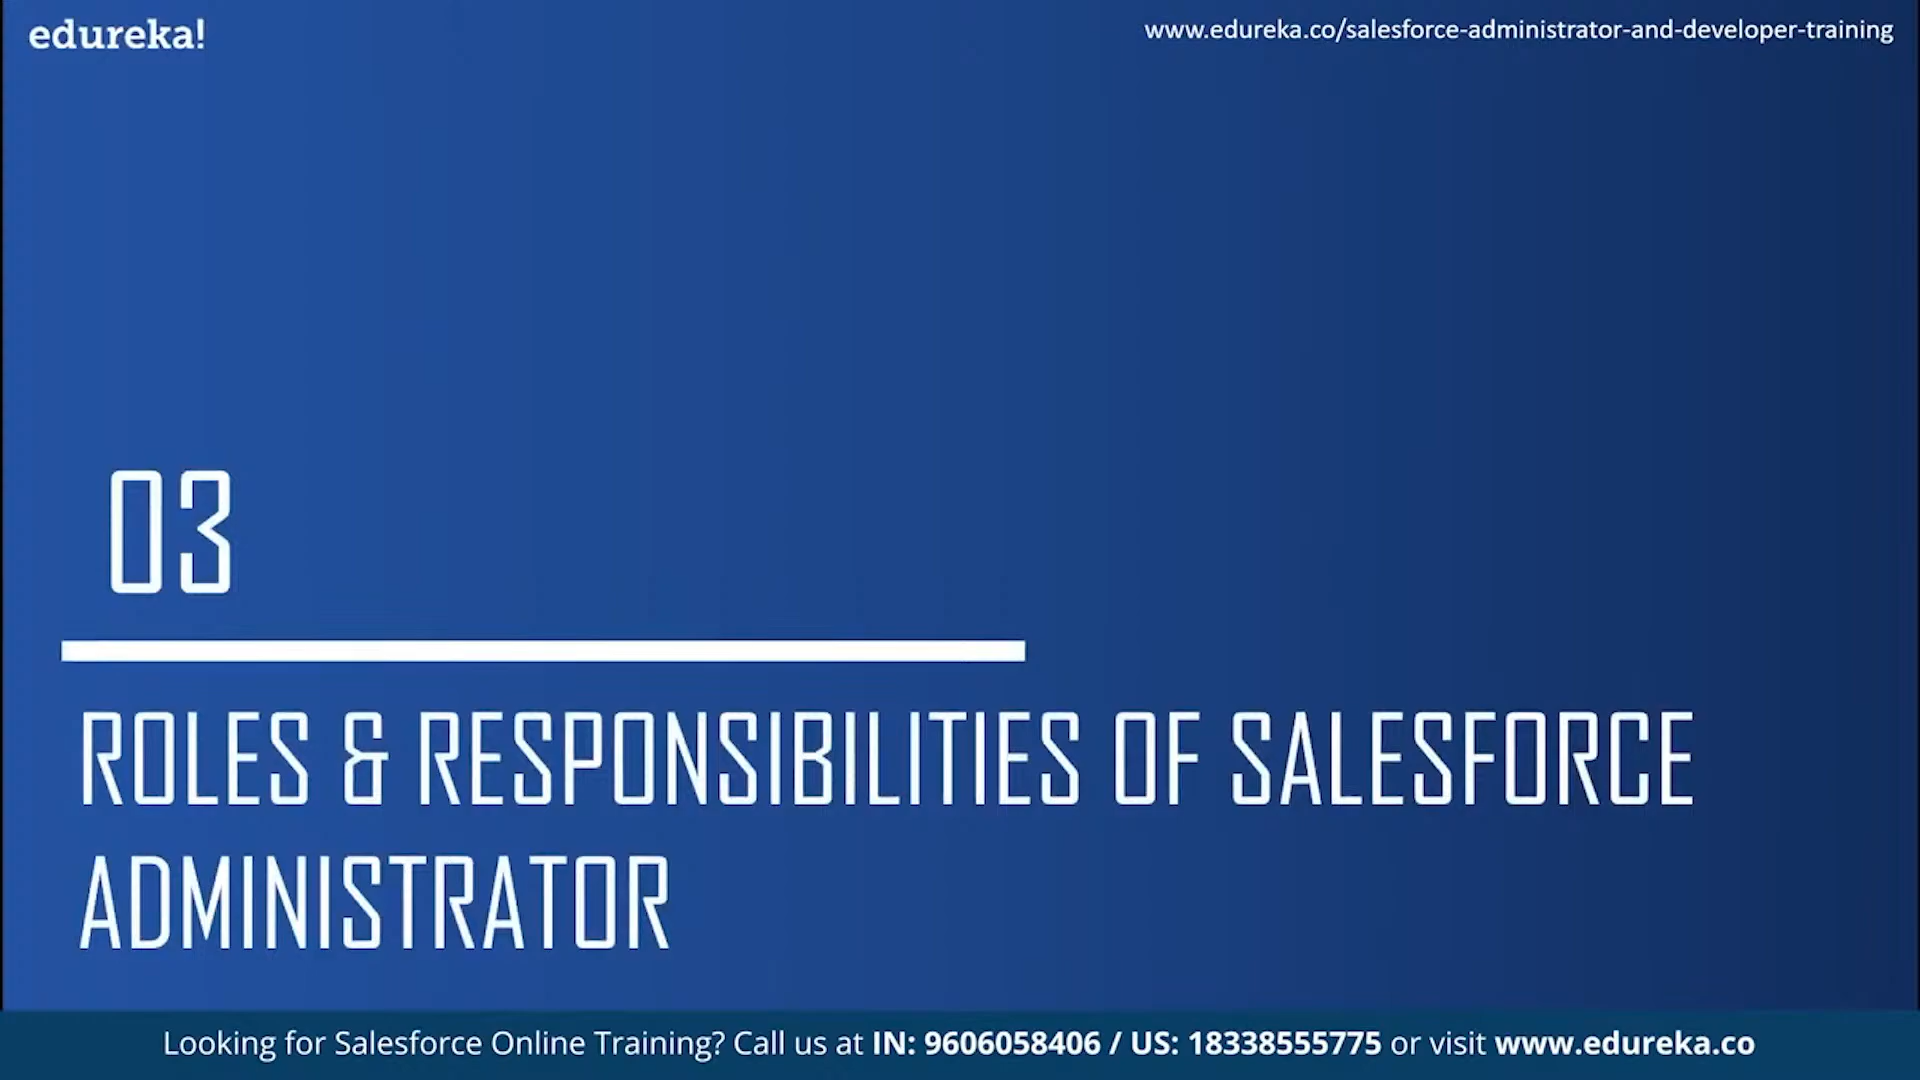 edureka!
www.edureka.co/salesforce-administrator-and-developer-training
03
ROLES & RESPONSIBILITIES OF SALESFORCE
ADMINISTRATOR
Looking for Salesforce Online Training? Call us at IN: 9606058406 / US: 18338555775 or visit www.edureka.co